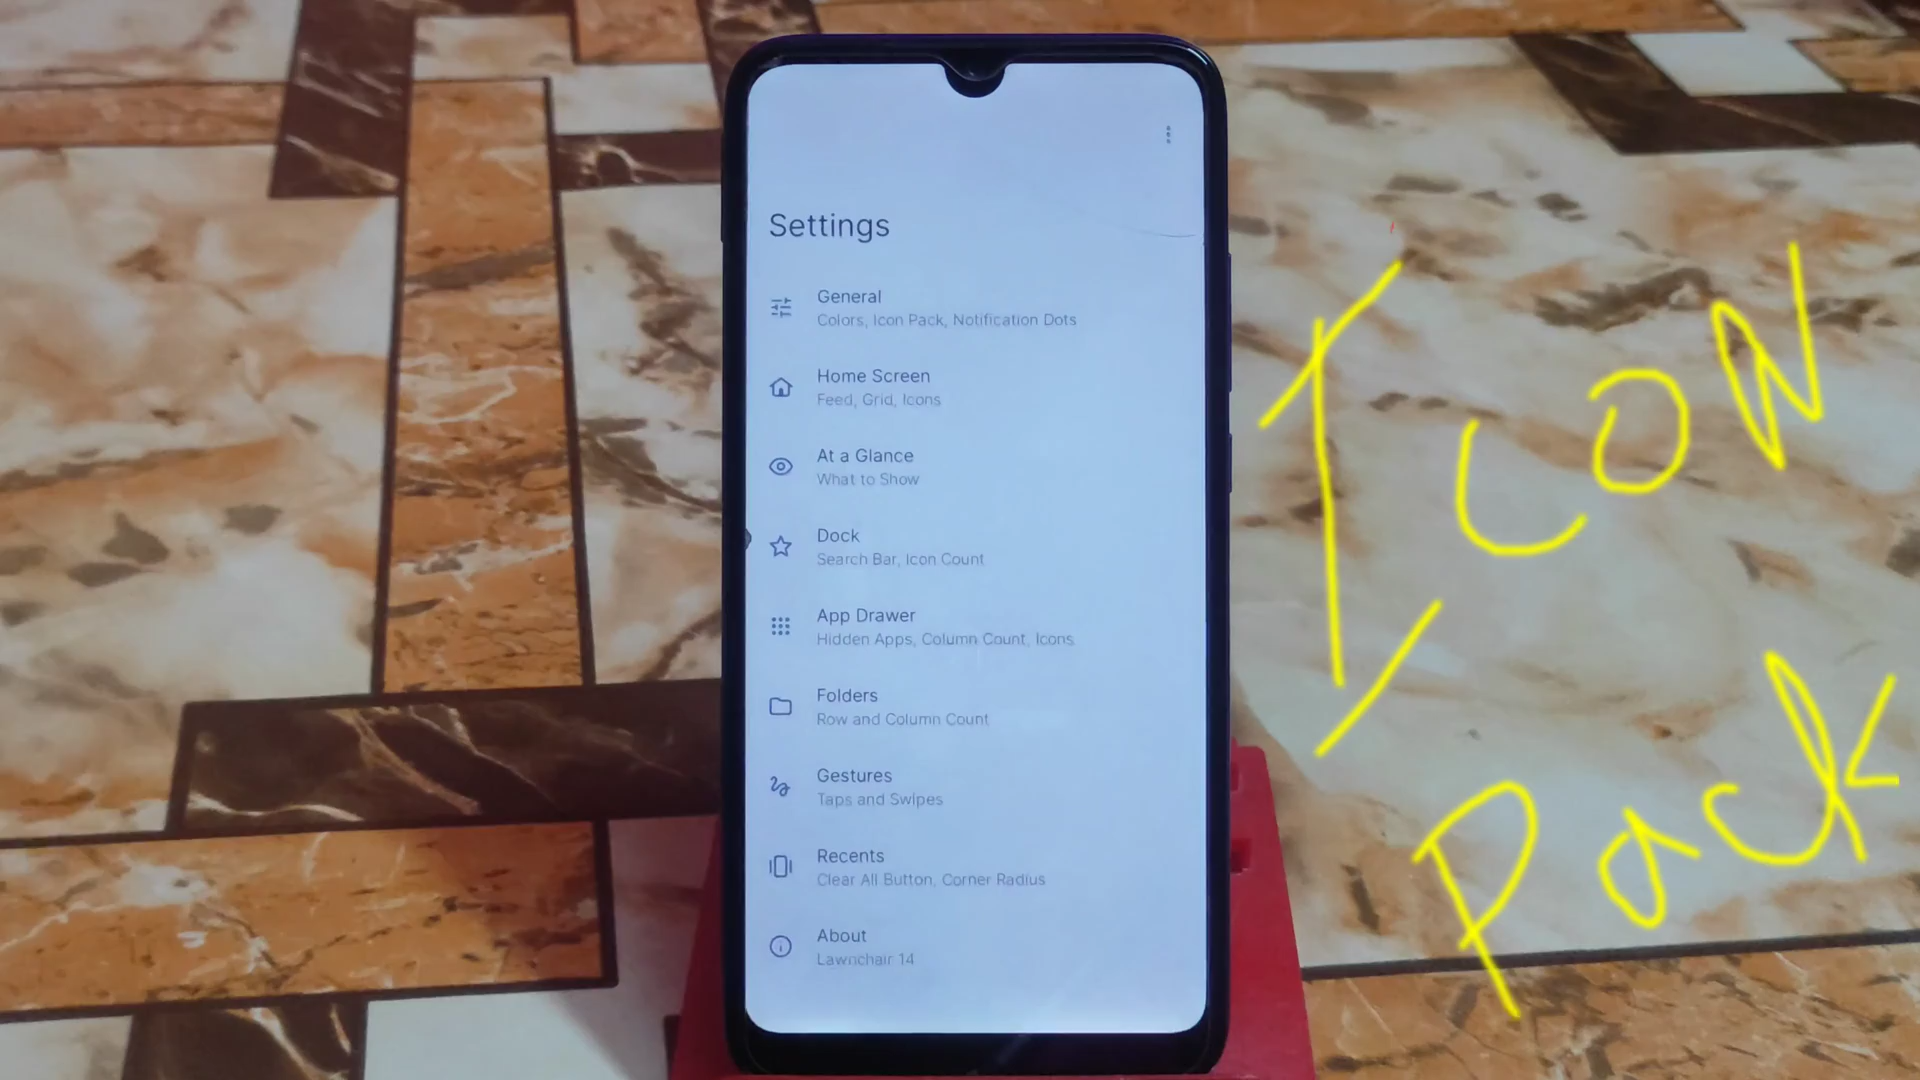 Settings
General
Colors, Icon Pack, Notification Dots
Home Screen
Feed, Grid, Icons
At a Glance
What to Show
Dock
Search Bar, Icon Count
App Drawer
Hidden Apps, Column Count, Icons
Folders
Row and Column Count
Gestures
Taps and Swipes
Recents
Clear All Button, Corner Radius
About
Lawnchair 14
ICON
Pack